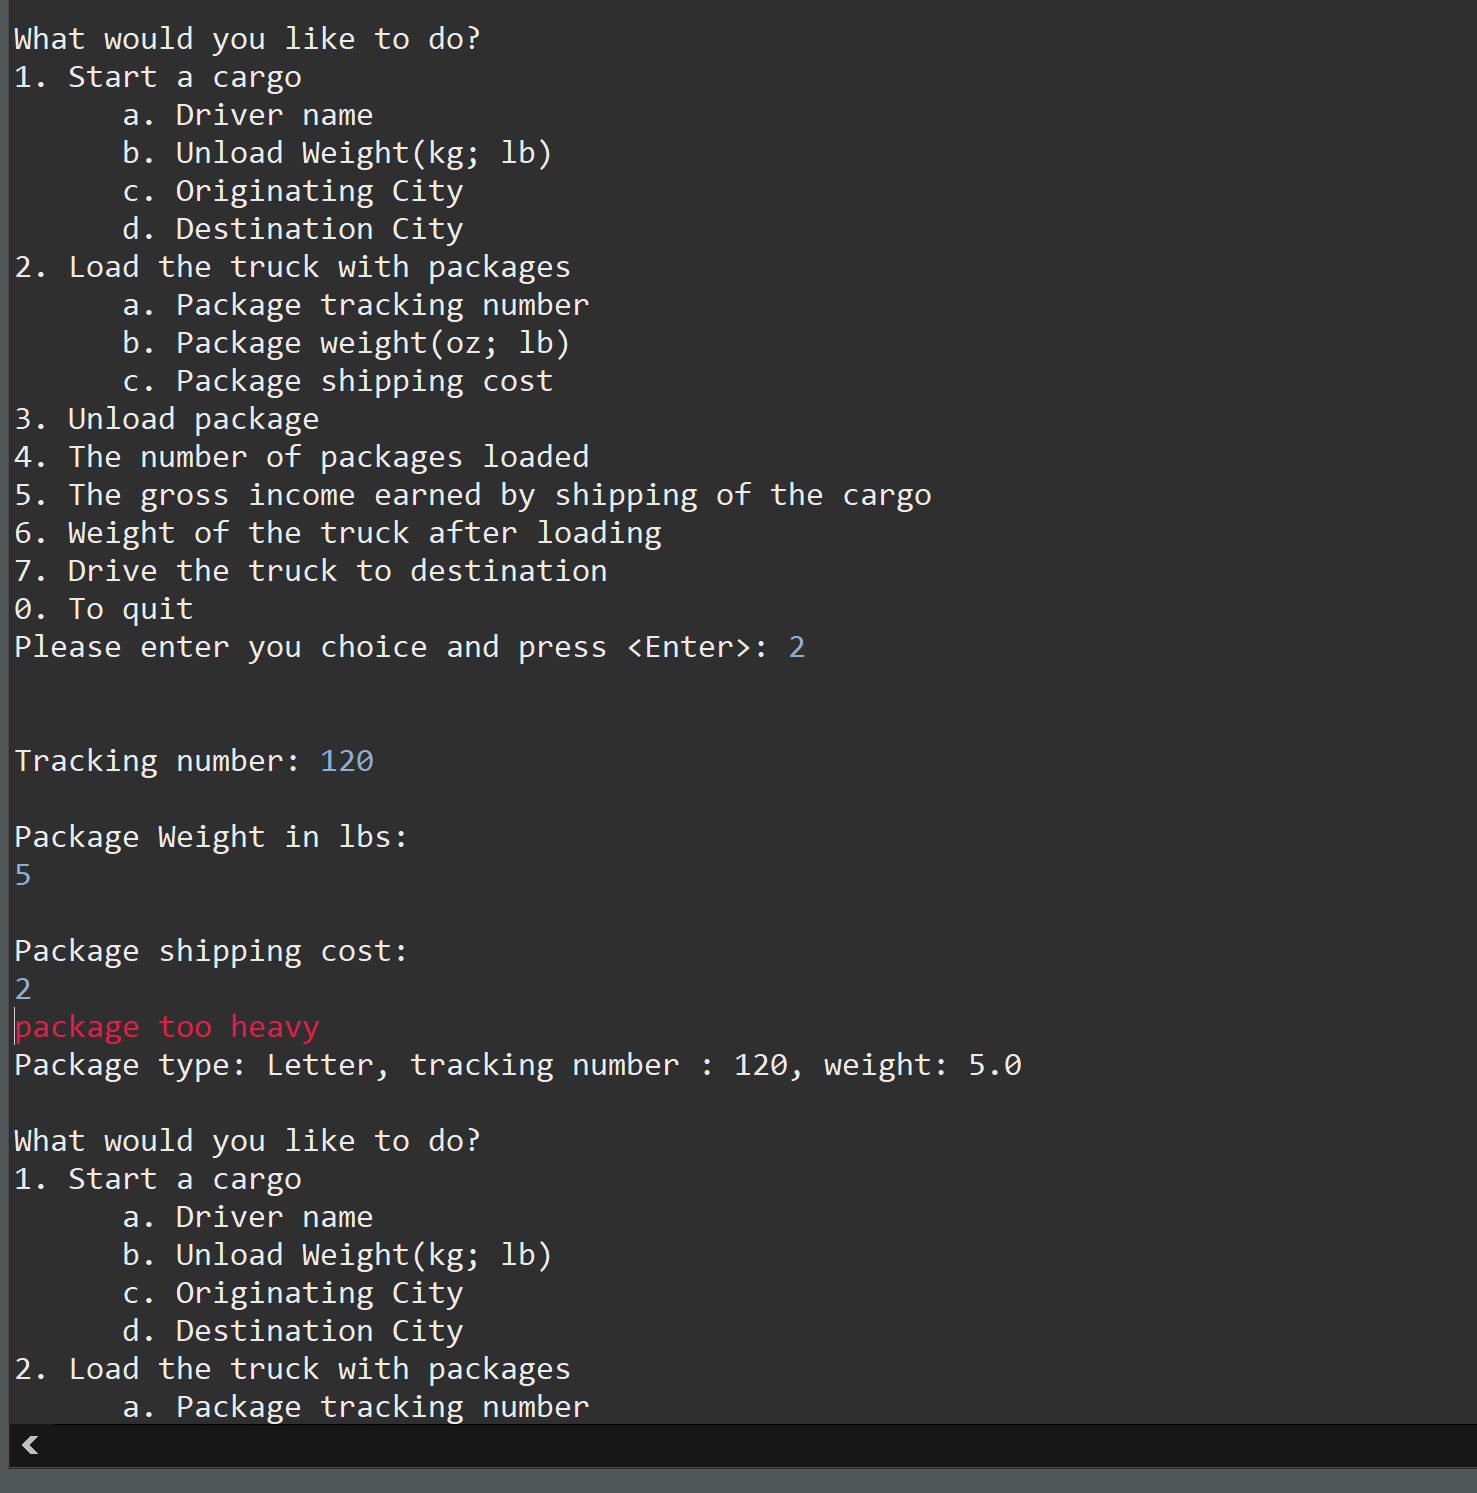 What would you like to do?
1. Start a cargo
a. Driver name
b. Unload Weight(kg; lb)
c. Originating City
d. Destination City
2. Load the truck with packages
a. Package tracking number
b. Package weight(oz; lb)
c. Package shipping cost
3. Unload package
4. The number of packages loaded
5. The gross income earned by shipping of the cargo
6. Weight of the truck after loading
7. Drive the truck to destination
0. To quit
Please enter you choice and press <Enter>: 2
Tracking number: 120
Package Weight in lbs:
5
Package shipping cost:
2
package too heavy
Package type: Letter, tracking number : 120, weight: 5.0
What would you like to do?
1. Start a cargo
a. Driver name
b. Unload Weight(kg; lb)
c. Originating City
d. Destination City
2. Load the truck with packages
a. Package tracking number